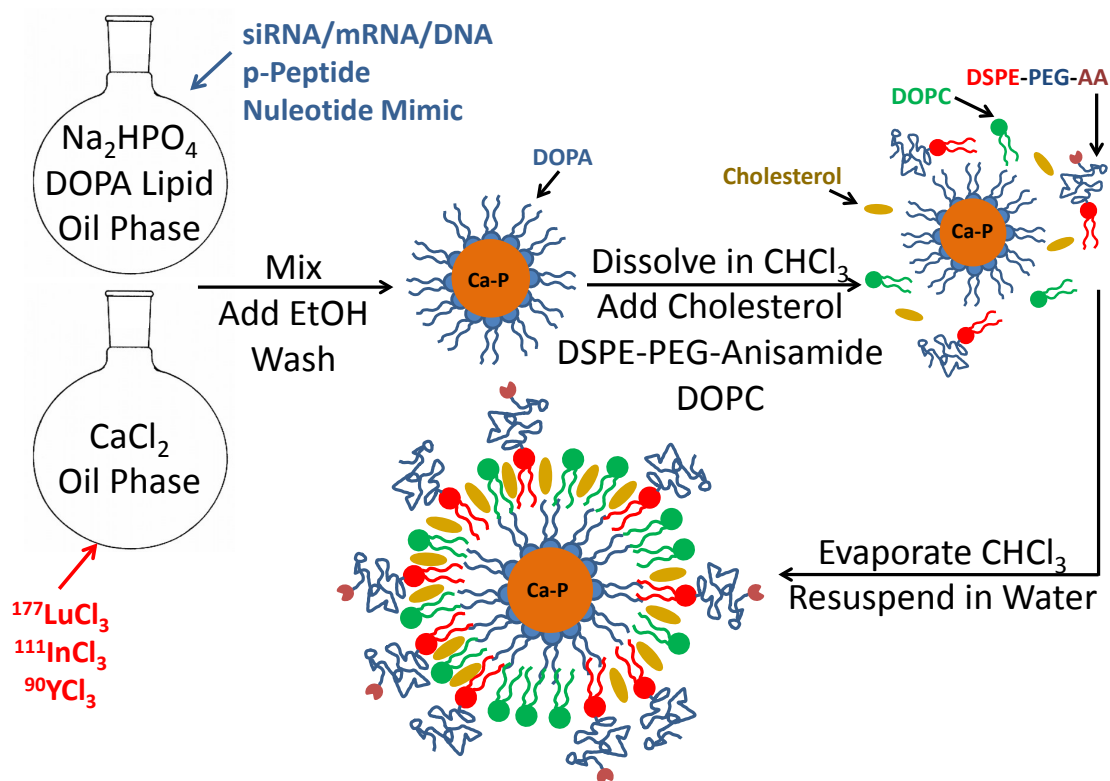 siRNA/mRNA/DNA
p-Peptide
Nuleotide Mimic
Na₂HPO₄
DOPA Lipid
Oil Phase
CaCl₂
Oil Phase
¹⁷⁷LuCl₃
¹¹¹InCl₃
⁹⁰YCl₃
Mix
Add EtOH
Wash
DOPA
Ca-P
Dissolve in CHCl₃
Add Cholesterol
DSPE-PEG-Anisamide
DOPC
DSPE-PEG-AA
DOPC
Cholesterol
Ca-P
Evaporate CHCl₃
Resuspend in Water
Ca-P